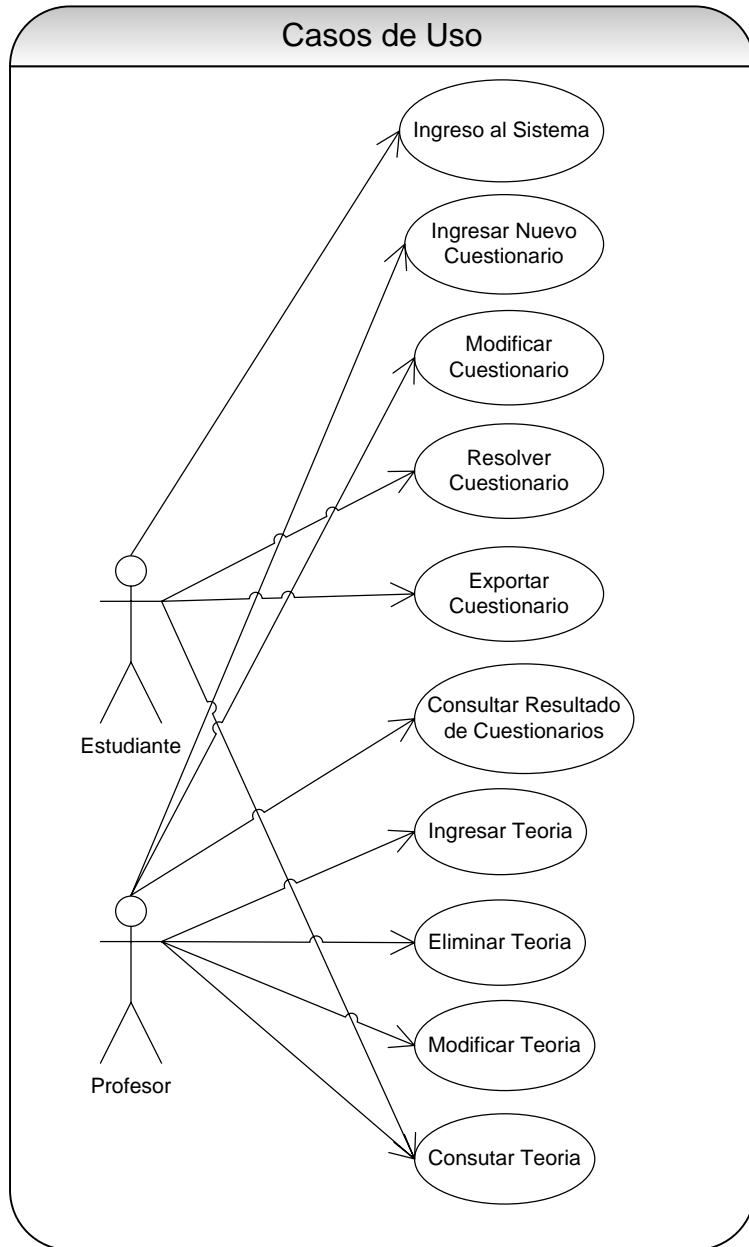 Casos de Uso
Ingreso al Sistema
Ingresar Nuevo
Cuestionario
Modificar
Cuestionario
Resolver
Cuestionario
Exportar
Cuestionario
Estudiante
Consultar Resultado
de Cuestionarios
Ingresar Teoria
Eliminar Teoria
Modificar Teoria
Profesor
Consutar Teoria